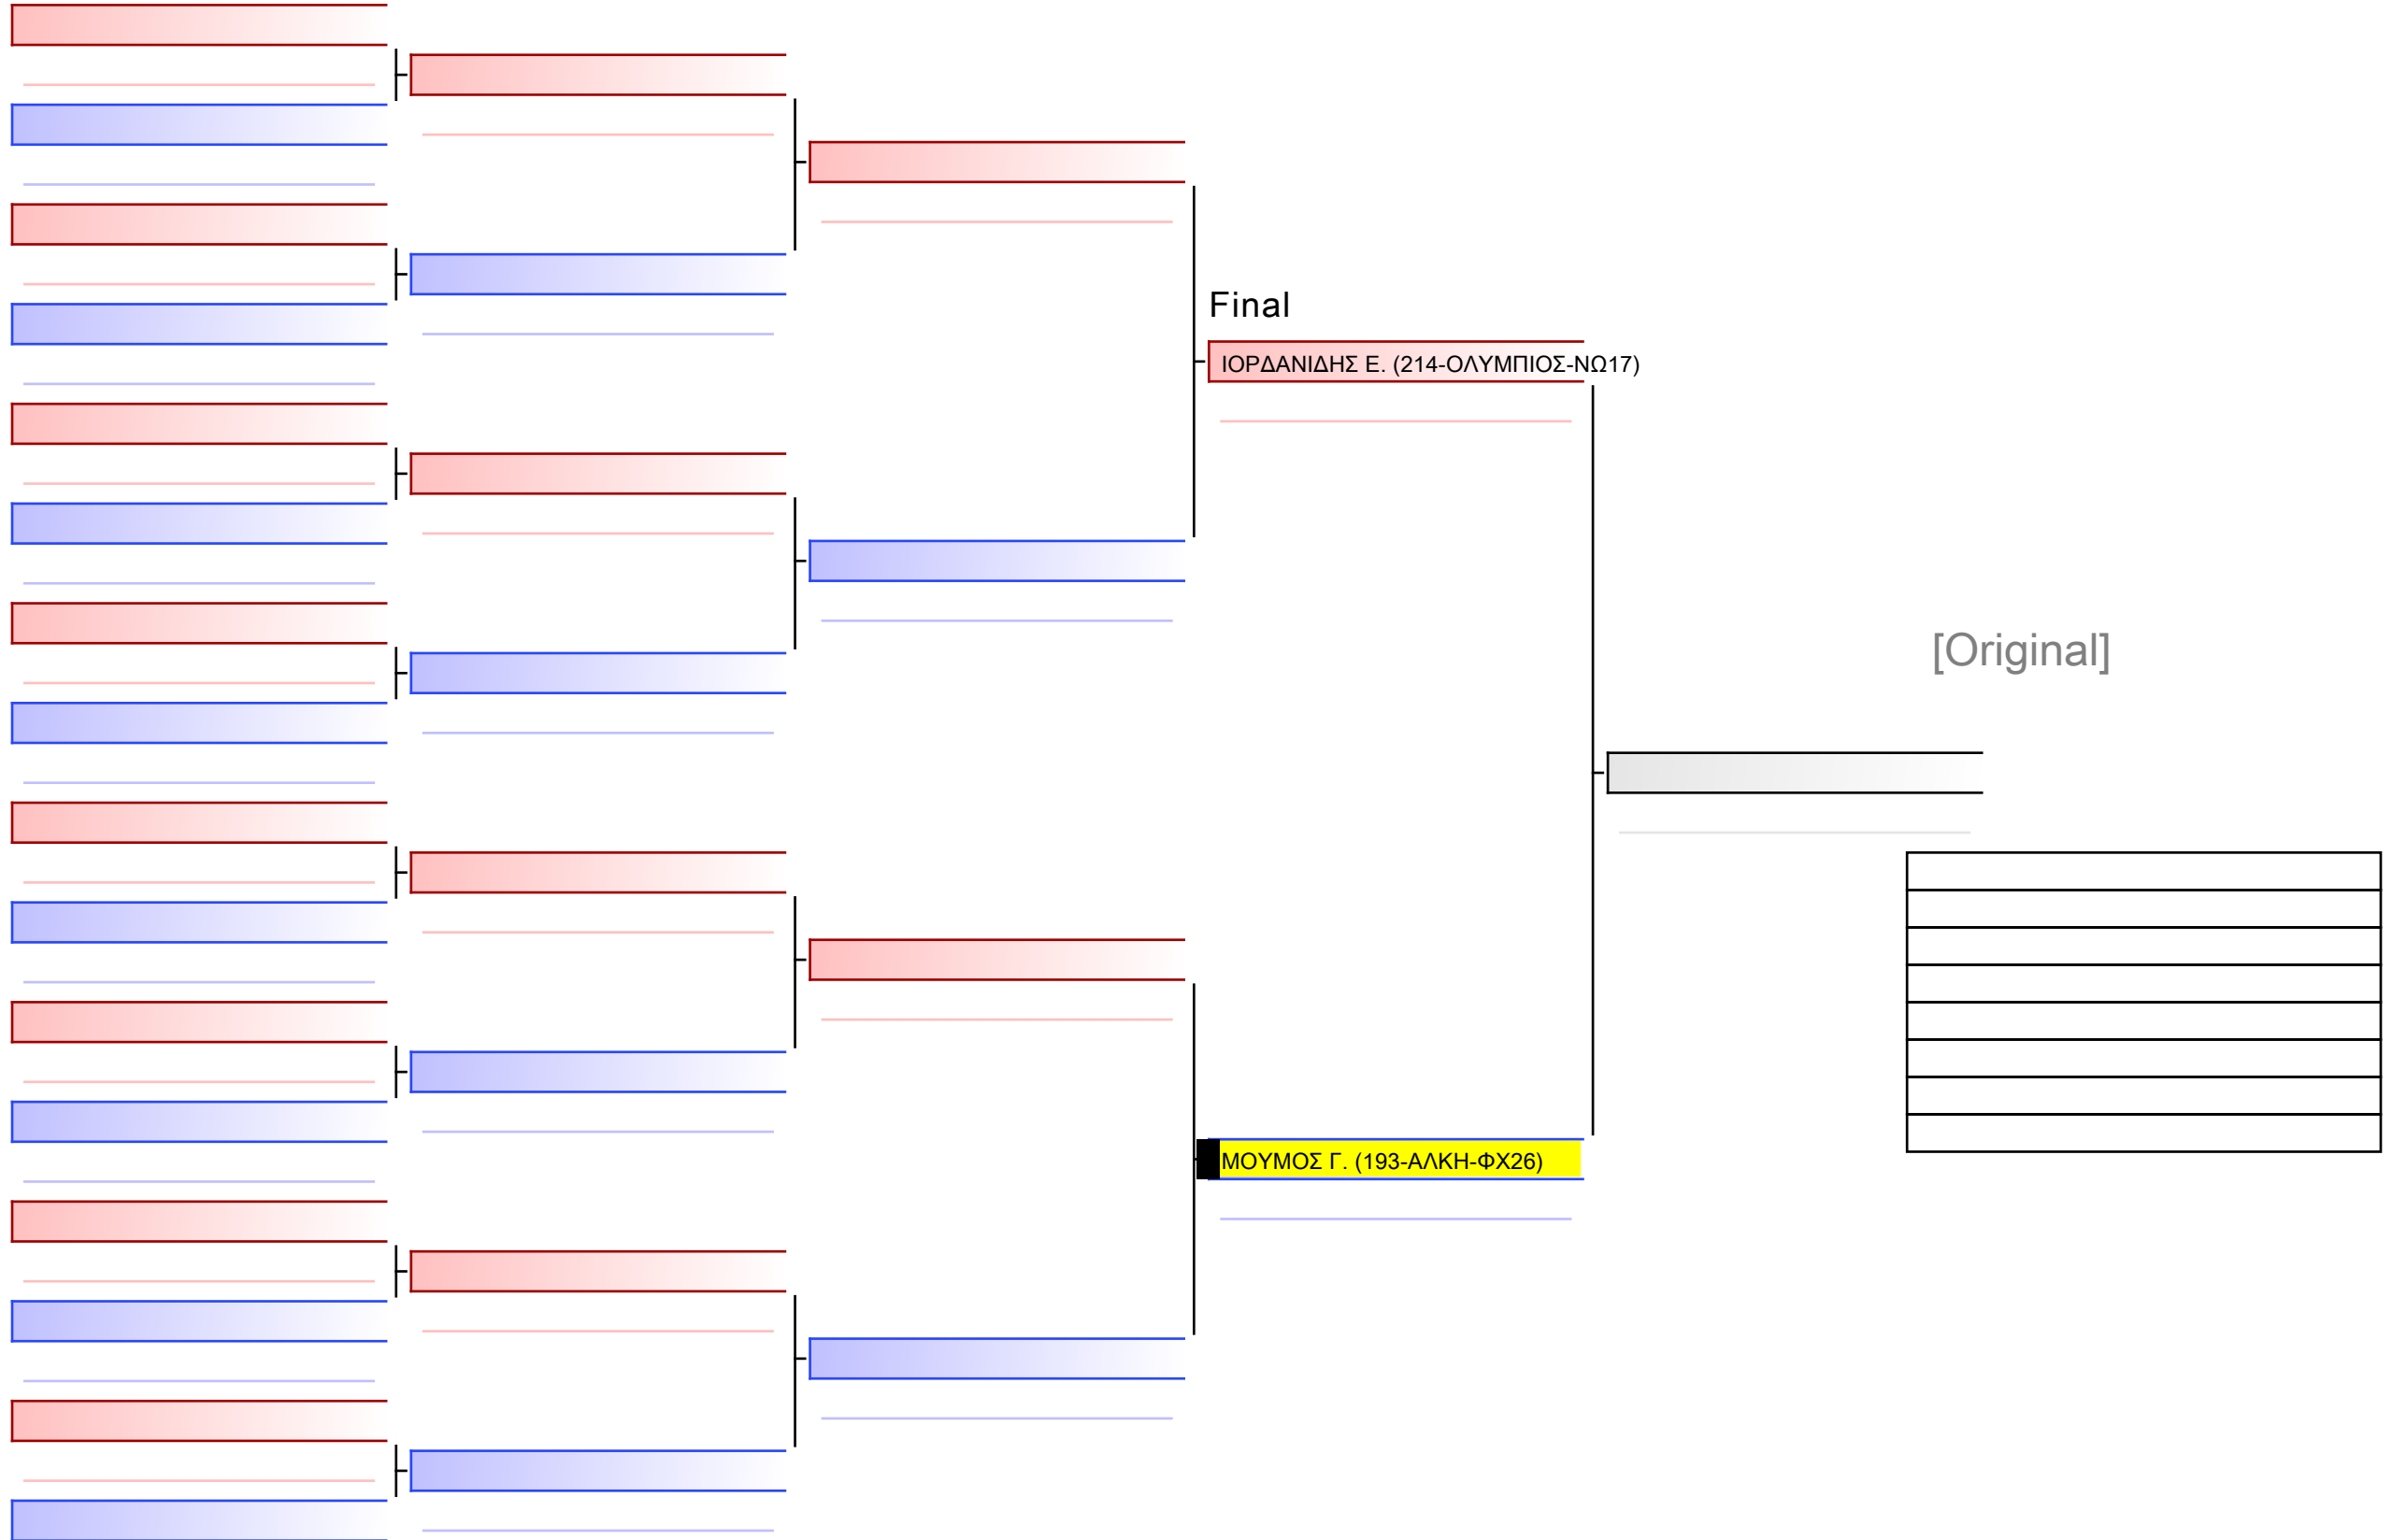 Final
ΙΟΡΔΑΝΙΔΗΣ Ε. (214-ΟΛΥΜΠΙΟΣ-ΝΩ17)
[Original]
ΜΟΥΜΟΣ Γ. (193-ΑΛΚΗ-ΦΧ26)